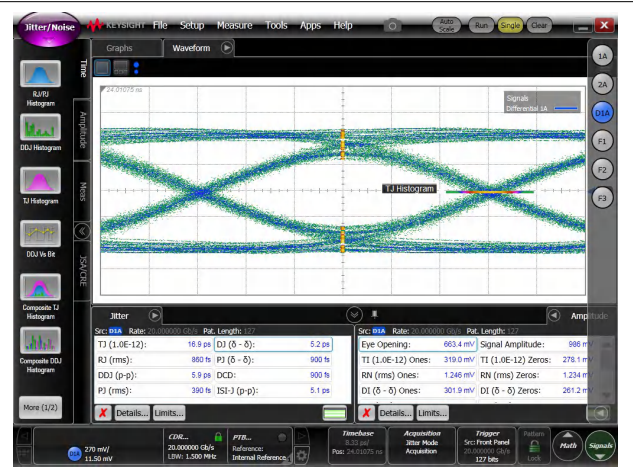 Jitter/Noise
KEYSIGHT File Setup Measure Tools Apps Help
Auto Scale
Run
Single
Clear
Graphs
Waveform
1A
2A
D1A
F1
F2
F3
Time
Amplitude
Meas
JSA/CRE
RJ/PJ Histogram
DDJ Histogram
TJ Histogram
DDJ Vs Bit
Composite TJ Histogram
Composite DDJ Histogram
More (1/2)
24.01075 ns
Signals
Differential 1A
TJ Histogram
Jitter
Amplitude
Src: D1A Rate: 20.000000 Gb/s Pat. Length: 127
TJ (1.0E-12): 16.9 ps DJ (δ - δ): 5.2 ps
RJ (rms): 860 fs PJ (δ - δ): 900 fs
DDJ (p-p): 5.9 ps DCD: 900 fs
PJ (rms): 390 fs ISI-J (p-p): 5.1 ps
Details... Limits...
Src: D1A Rate: 20.000000 Gb/s Pat. Length: 127
Eye Opening: 663.4 mV Signal Amplitude: 986 mV
TI (1.0E-12) Ones: 319.0 mV TI (1.0E-12) Zeros: 278.1 mV
RN (rms) Ones: 1.246 mV RN (rms) Zeros: 1.234 mV
DI (δ - δ) Ones: 301.9 mV DI (δ - δ) Zeros: 261.2 mV
Details... Limits...
D1A
270 mV/
11.50 mV
CDR...
20.000000 Gb/s
LBW: 1.500 MHz
PTB...
Reference:
Internal Reference
Timebase
8.33 ps/
Pos: 24.01075 ns
Acquisition
Jitter Mode
Acquisition
Trigger
Src: Front Panel
20.000000 Gb/s
127 bits
Pattern
Lock
Math
Signals